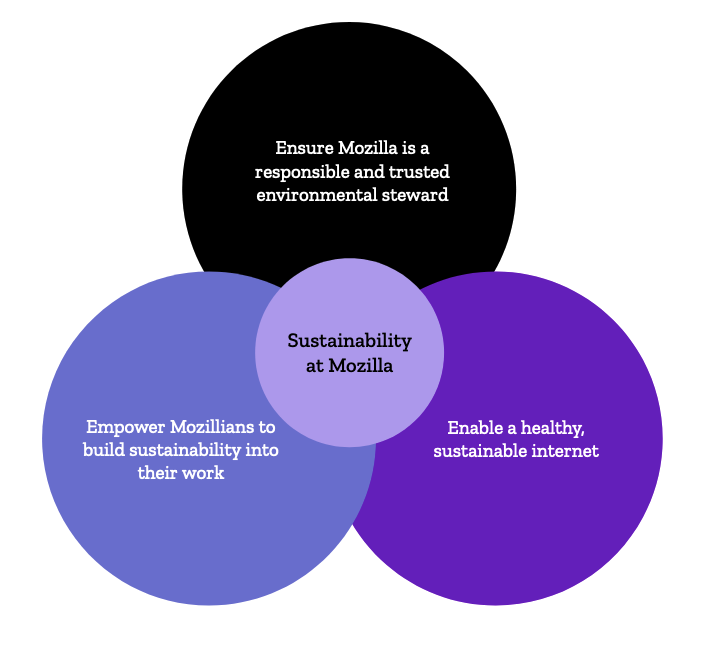 Ensure Mozilla is a
responsible and trusted
environmental steward
Sustainability
at Mozilla
Empower Mozillians to
build sustainability into
their work
Enable a healthy,
sustainable internet